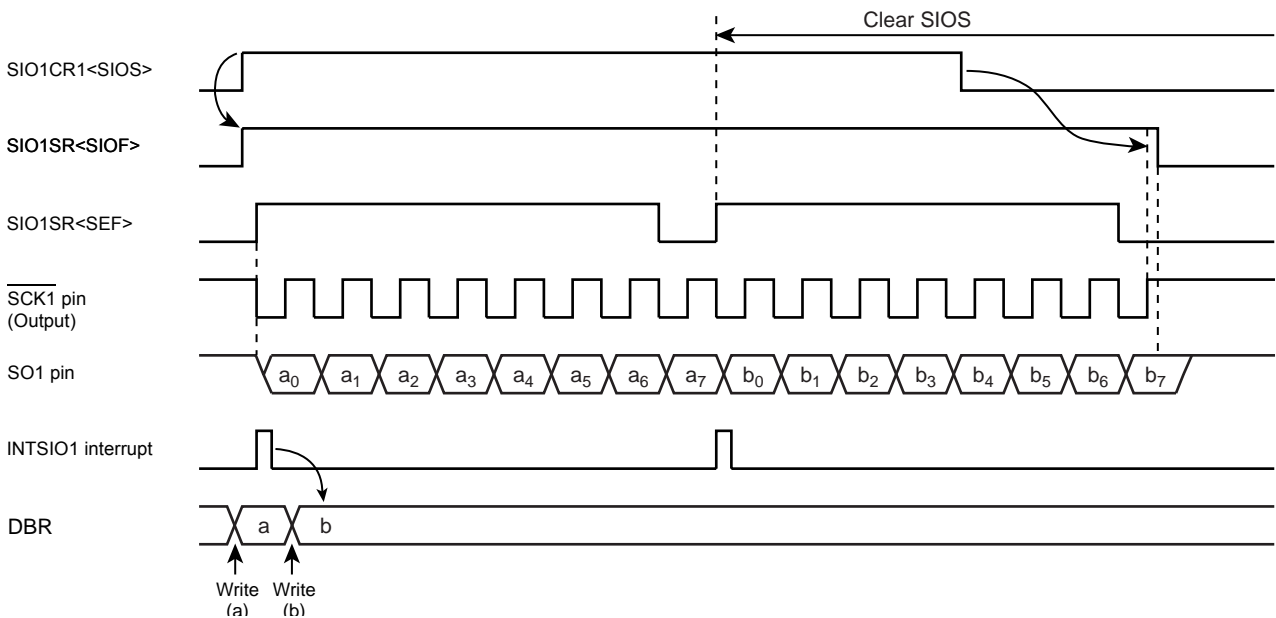 Clear SIOS
SIO1CR1<SIOS>
SIO1SR<SIOF>
SIO1SR<SEF>
SCK1 pin
(Output)
SO1 pin
a0 a1 a2 a3 a4 a5 a6 a7 b0 b1 b2 b3 b4 b5 b6 b7
INTSIO1 interrupt
DBR
a b
Write Write
(a) (b)